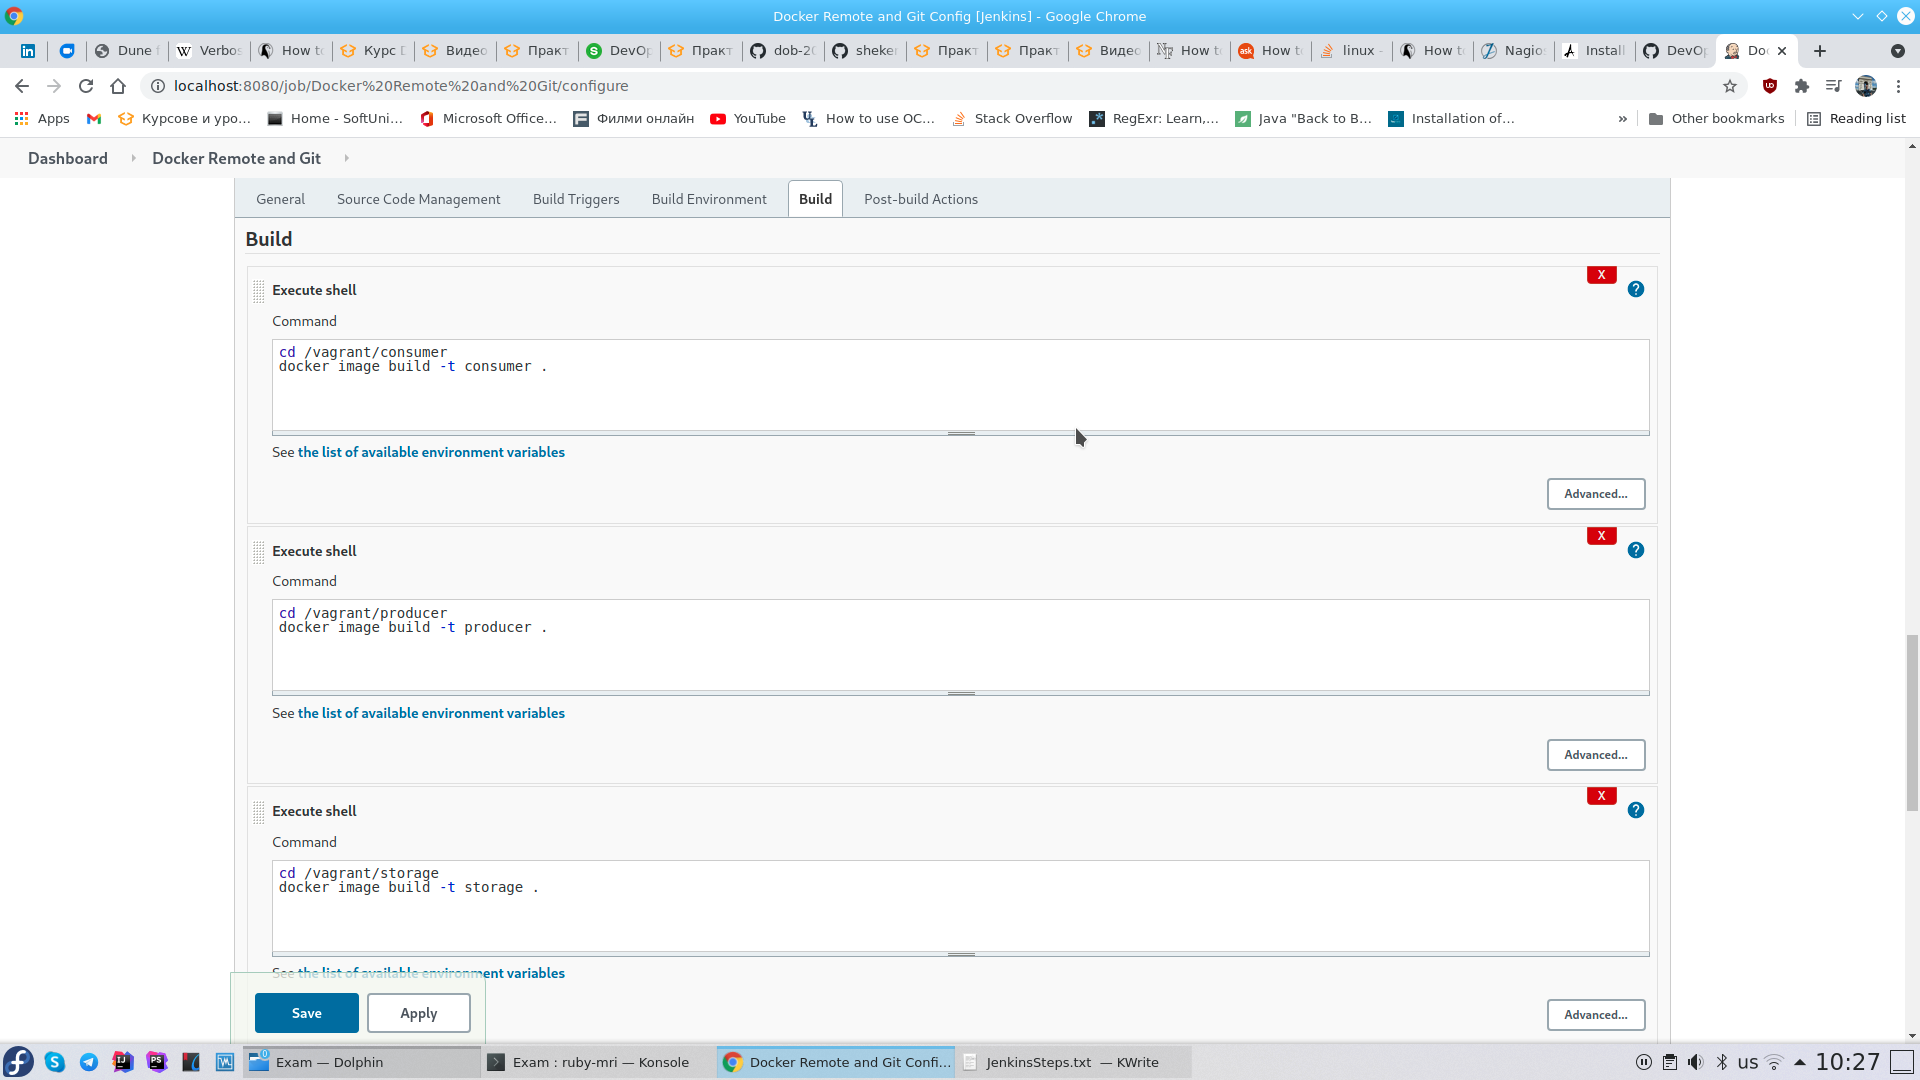 Docker Remote and Git Config [Jenkins] - Google Chrome
Dune f
Verbos
How to
Курс D
Видео
Практ
DevOp
Практ
dob-20
sheke
Практ
Практ
Видео
How t
How t
linux -
How t
Nagio
Install
DevOp
Doc
localhost:8080/job/Docker%20Remote%20and%20Git/configure
Apps Курсове и уро... Home - SoftUni... Microsoft Office... Филми онлайн YouTube How to use OC... Stack Overflow RegExr: Learn,... Java "Back to B... Installation of... » Other bookmarks Reading list
Dashboard Docker Remote and Git
General Source Code Management Build Triggers Build Environment Build Post-build Actions
Build
X
Execute shell ?
Command
cd /vagrant/consumer
docker image build -t consumer .
See the list of available environment variables
Advanced...
X
Execute shell ?
Command
cd /vagrant/producer
docker image build -t producer .
See the list of available environment variables
Advanced...
X
Execute shell ?
Command
cd /vagrant/storage
docker image build -t storage .
See the list of available environment variables
Save Apply Advanced...
Exam — Dolphin Exam : ruby-mri — Konsole Docker Remote and Git Confi... JenkinsSteps.txt — KWrite us 10:27